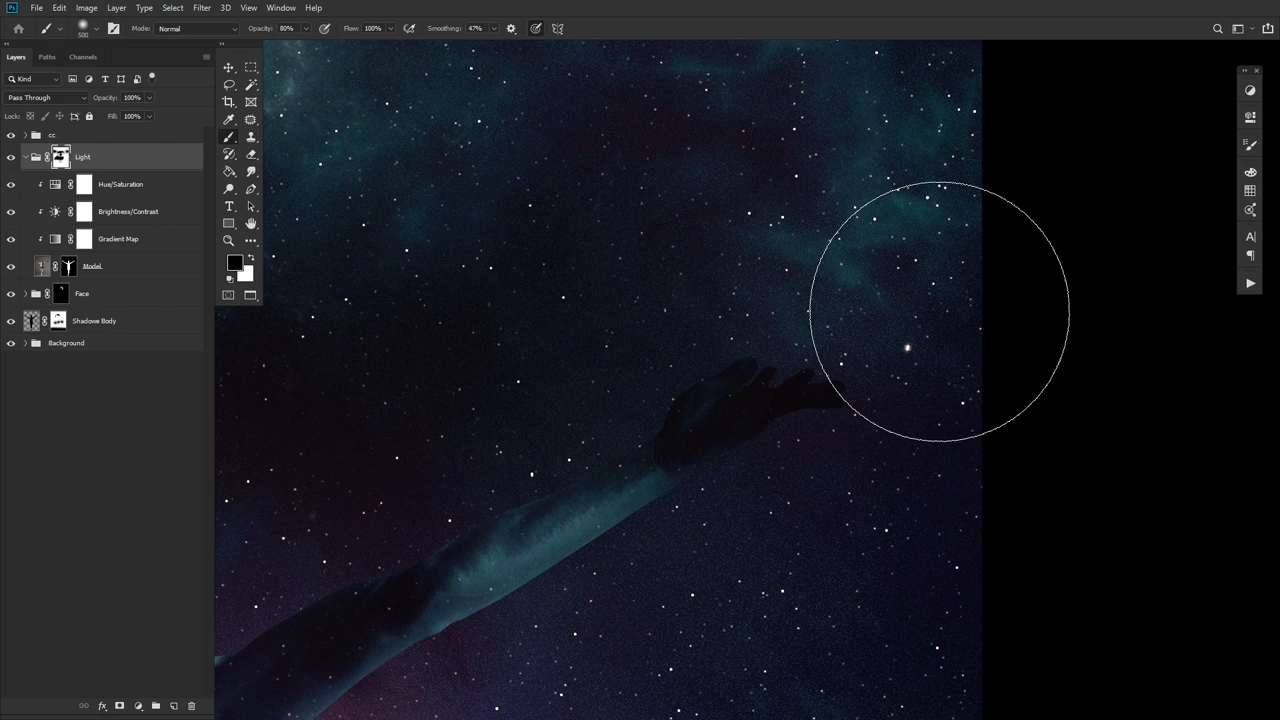 Ps File Edit Image Layer Type Select Filter 3D View Window Help
500 Mode: Normal Opacity: 80% Flow: 100% Smoothing: 47%
Layers Paths Channels
Kind
Pass Through Opacity: 100%
Lock: Fill: 100%
cc
Light
Hue/Saturation
Brightness/Contrast
Gradient Map
Model.
Face
Shadowe Body
Background
fx